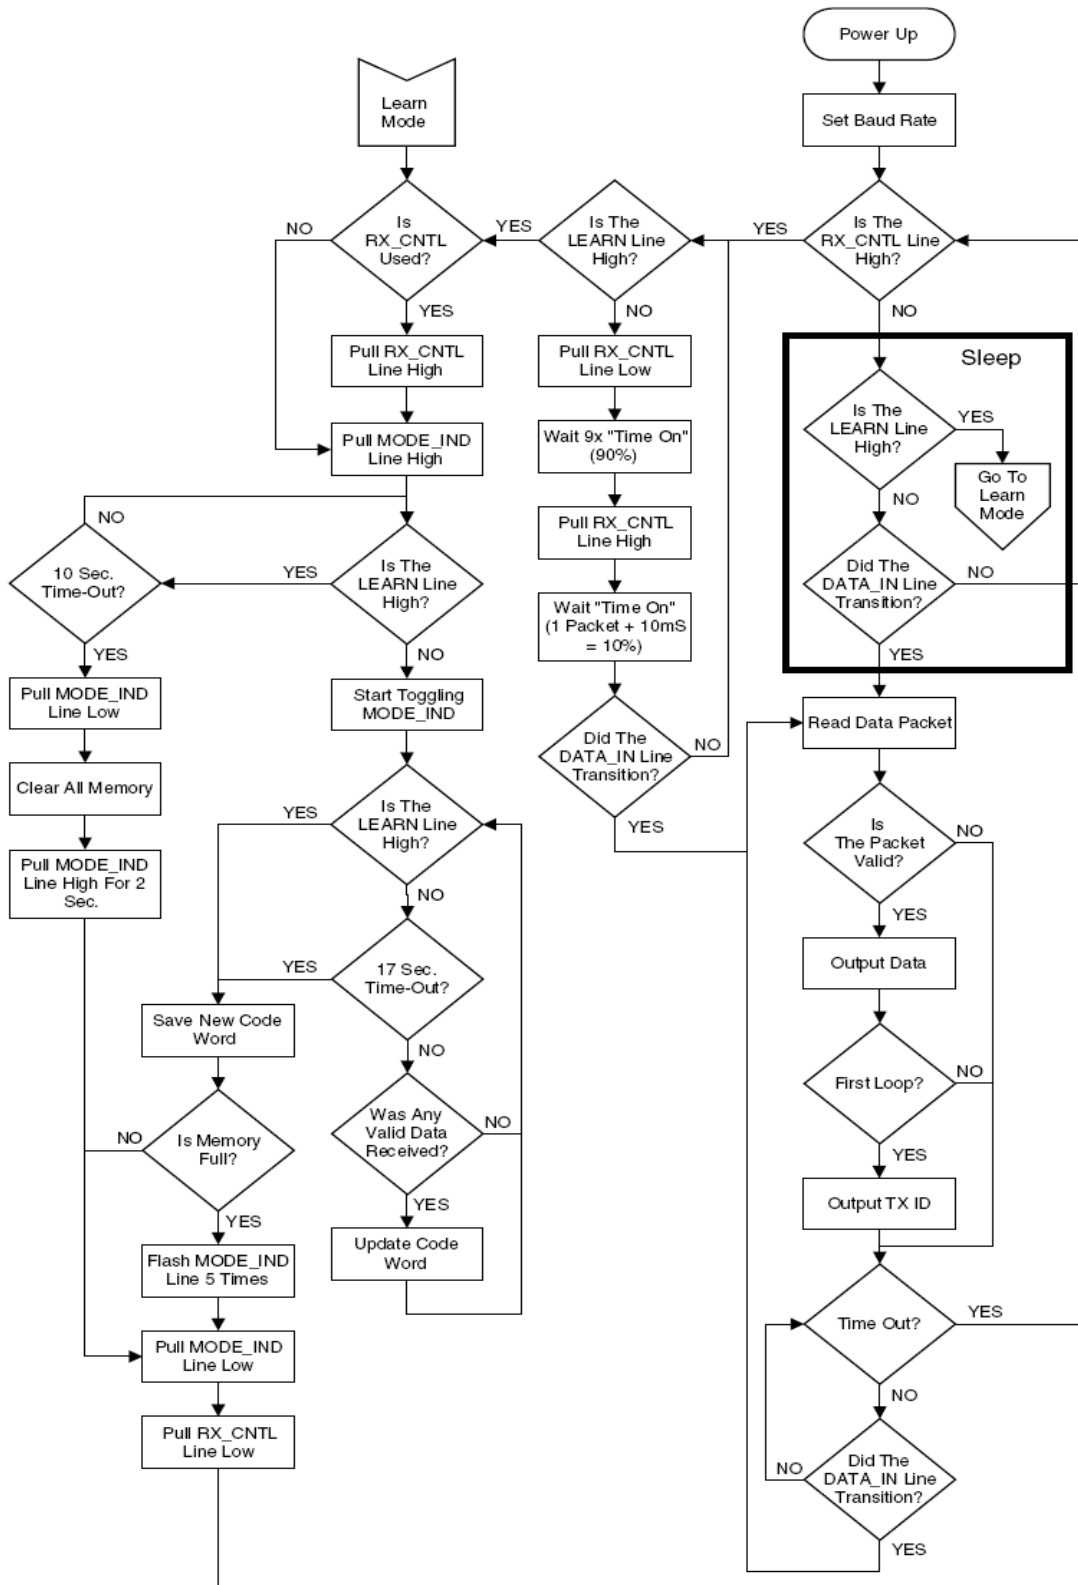 Power Up
Set Baud Rate
Learn
Mode
Is
RX_CNTL
Used?
NO
YES
Is The
LEARN Line
High?
YES
NO
Is The
RX_CNTL Line
High?
YES
NO
Pull RX_CNTL
Line High
Pull MODE_IND
Line High
Pull RX_CNTL
Line Low
Wait 9x "Time On"
(90%)
Pull RX_CNTL
Line High
Wait "Time On"
(1 Packet + 10mS
= 10%)
Did The
DATA_IN Line
Transition?
NO
YES
Sleep
Is The
LEARN Line
High?
YES
NO
Go To
Learn
Mode
Did The
DATA_IN Line
Transition?
NO
YES
NO
10 Sec.
Time-Out?
YES
Is The
LEARN Line
High?
YES
NO
Pull MODE_IND
Line Low
Clear All Memory
Pull MODE_IND
Line High For 2
Sec.
Start Toggling
MODE_IND
Is The
LEARN Line
High?
YES
NO
17 Sec.
Time-Out?
YES
NO
Save New Code
Word
Was Any
Valid Data
Received?
NO
YES
Update Code
Word
Is Memory
Full?
NO
YES
Flash MODE_IND
Line 5 Times
Pull MODE_IND
Line Low
Pull RX_CNTL
Line Low
Read Data Packet
Is
The Packet
Valid?
NO
YES
Output Data
First Loop?
NO
YES
Output TX ID
Time Out?
YES
NO
Did The
DATA_IN Line
Transition?
NO
YES